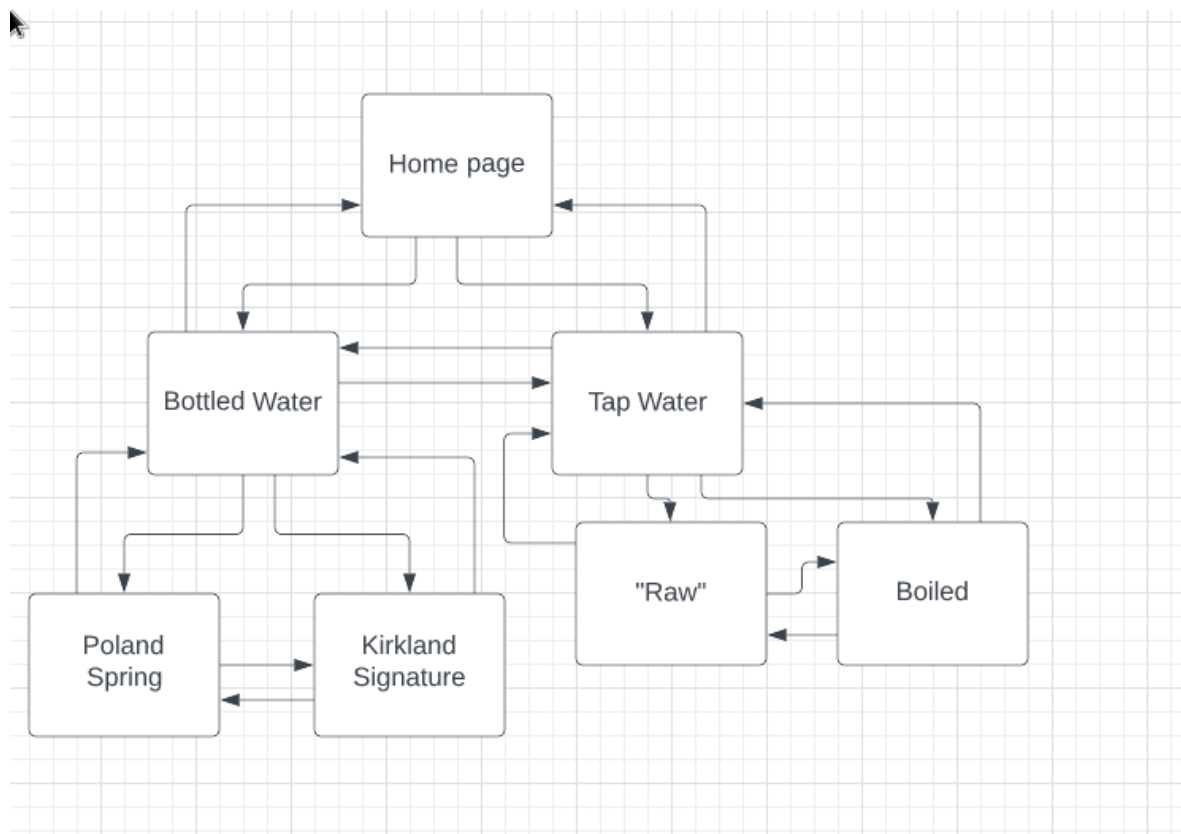 Home page
Bottled Water
Tap Water
"Raw"
Boiled
Poland
Spring
Kirkland
Signature